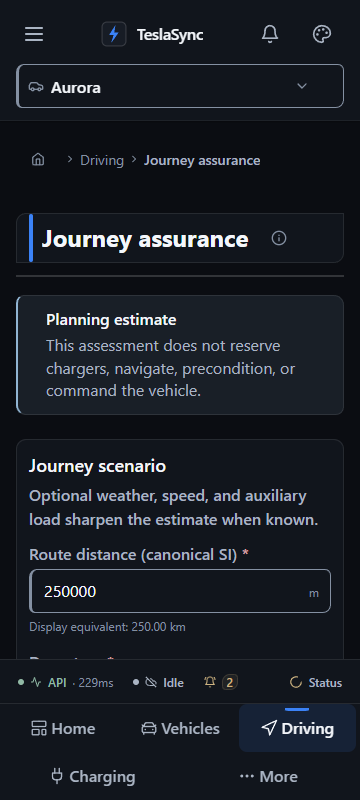 TeslaSync
Aurora
Driving
Journey assurance
Journey assurance
Planning estimate
This assessment does not reserve
chargers, navigate, precondition, or
command the vehicle.
Journey scenario
Optional weather, speed, and auxiliary
load sharpen the estimate when known.
Route distance (canonical SI) *
250000 m
Display equivalent: 250.00 km
API · 229ms Idle 2 Status
Home Vehicles Driving
Charging More